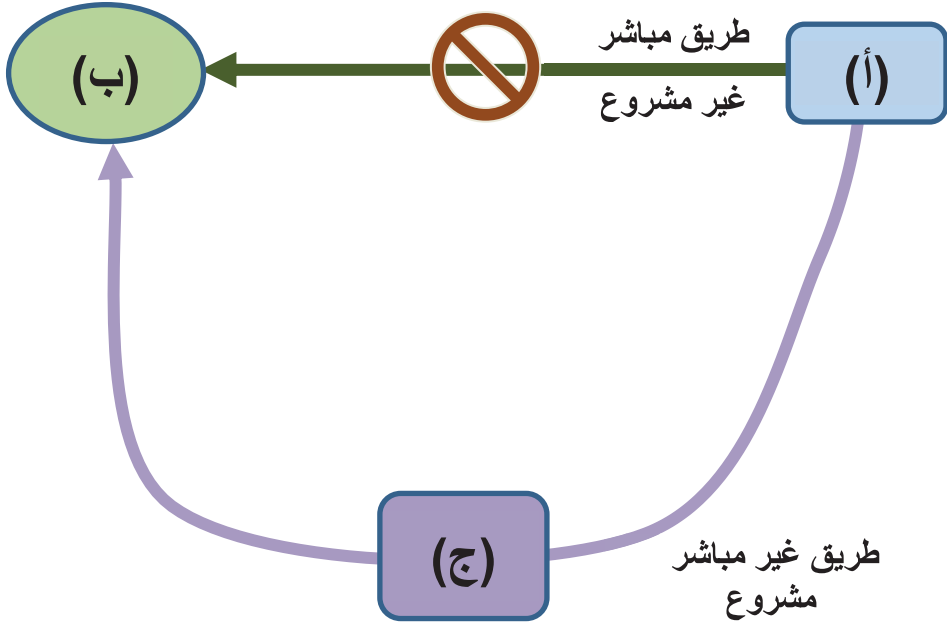 (أ)
طريق مباشر
غير مشروع
(ب)
(ج)
طريق غير مباشر
مشروع